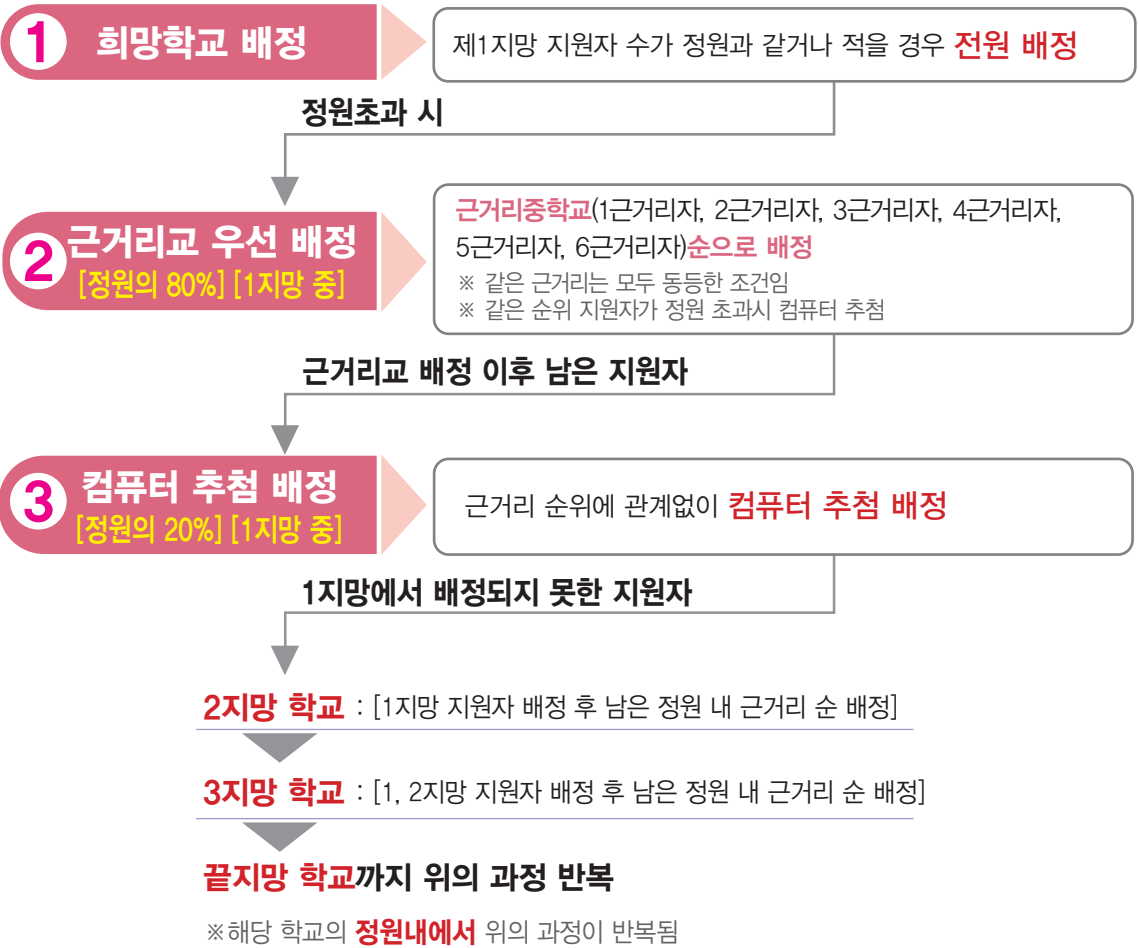 1 희망학교 배정
제1지망 지원자 수가 정원과 같거나 적을 경우 전원 배정
정원초과 시
2 근거리교 우선 배정
[정원의 80%] [1지망 중]
근거리중학교(1근거리자, 2근거리자, 3근거리자, 4근거리자,
5근거리자, 6근거리자)순으로 배정
※ 같은 근거리는 모두 동등한 조건임
※ 같은 순위 지원자가 정원 초과시 컴퓨터 추첨
근거리교 배정 이후 남은 지원자
3 컴퓨터 추첨 배정
[정원의 20%] [1지망 중]
근거리 순위에 관계없이 컴퓨터 추첨 배정
1지망에서 배정되지 못한 지원자
2지망 학교 : [1지망 지원자 배정 후 남은 정원 내 근거리 순 배정]
3지망 학교 : [1, 2지망 지원자 배정 후 남은 정원 내 근거리 순 배정]
끝지망 학교까지 위의 과정 반복
※해당 학교의 정원내에서 위의 과정이 반복됨